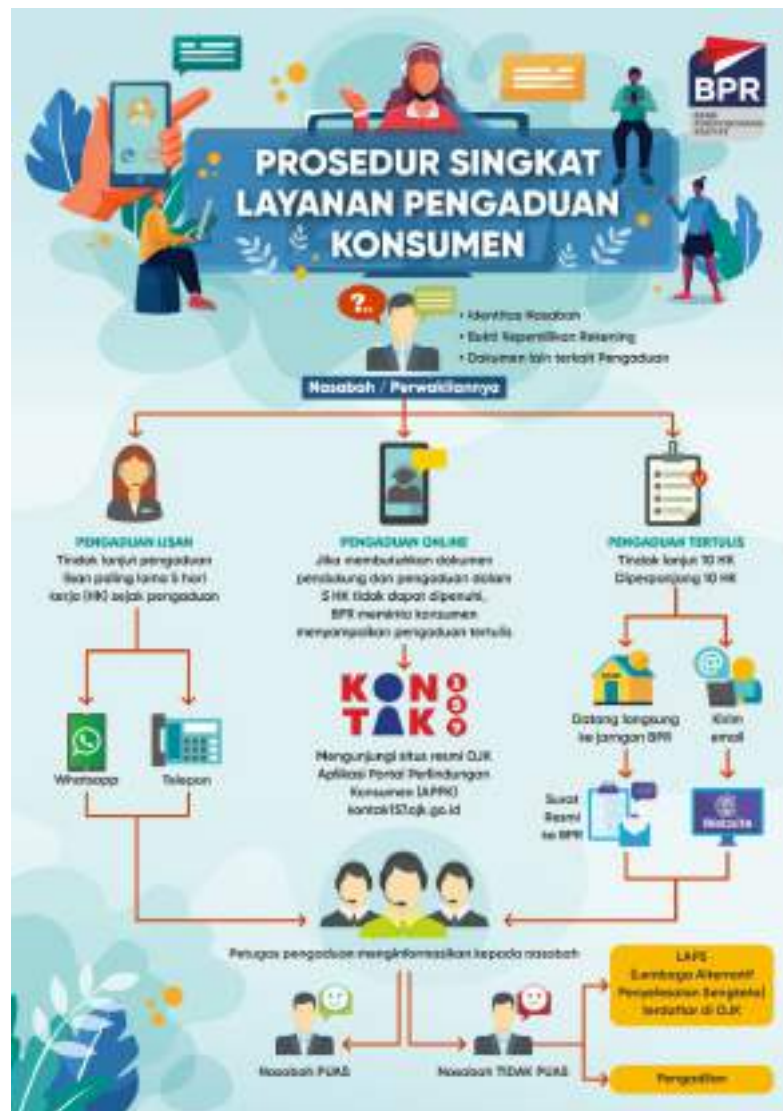 BPR
BANK
PERKREDITAN
RAKYAT
PROSEDUR SINGKAT
LAYANAN PENGADUAN
KONSUMEN
?..
• Identitas Nasabah
• Bukti Kepemilikan Rekening
• Dokumen lain terkait Pengaduan
Nasabah / Perwakilannya
PENGADUAN LISAN
Tindak lanjut pengaduan
lisan paling lama 5 hari
kerja (HK) sejak pengaduan
Whatsapp
Telepon
PENGADUAN ONLINE
Jika membutuhkan dokumen
pendukung dan pengaduan dalam
5 HK tidak dapat dipenuhi,
BPR meminta konsumen
menyampaikan pengaduan tertulis
KONTAK 157
Mengunjungi situs resmi OJK
Aplikasi Portal Perlindungan
Konsumen (APPK)
kontak157.ojk.go.id
PENGADUAN TERTULIS
Tindak lanjut 10 HK
Diperpanjang 10 HK
Datang langsung
ke jaringan BPR
Kirim
email
Surat
Resmi
ke BPR
Website
Petugas pengaduan menginformasikan kepada nasabah
Nasabah PUAS
Nasabah TIDAK PUAS
LAPS
(Lembaga Alternatif
Penyelesaian Sengketa)
terdaftar di OJK
Pengadilan